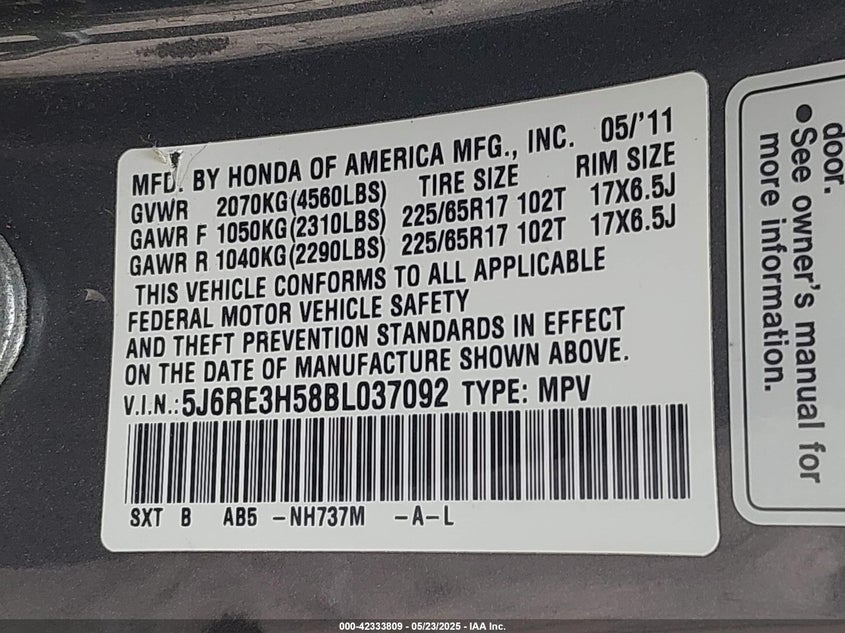 MFD. BY HONDA OF AMERICA MFG., INC. 05/'11
GVWR 2070KG(4560LBS) TIRE SIZE RIM SIZE
GAWR F 1050KG(2310LBS) 225/65R17 102T 17X6.5J
GAWR R 1040KG(2290LBS) 225/65R17 102T 17X6.5J
THIS VEHICLE CONFORMS TO ALL APPLICABLE
FEDERAL MOTOR VEHICLE SAFETY
AND THEFT PREVENTION STANDARDS IN EFFECT
ON THE DATE OF MANUFACTURE SHOWN ABOVE.
V.I.N.: 5J6RE3H58BL037092 TYPE: MPV
SXT B AB5 -NH737M -A-L
door.
● See owner's manual for
more information.
000-42333809 - 05/23/2025 - IAA Inc.